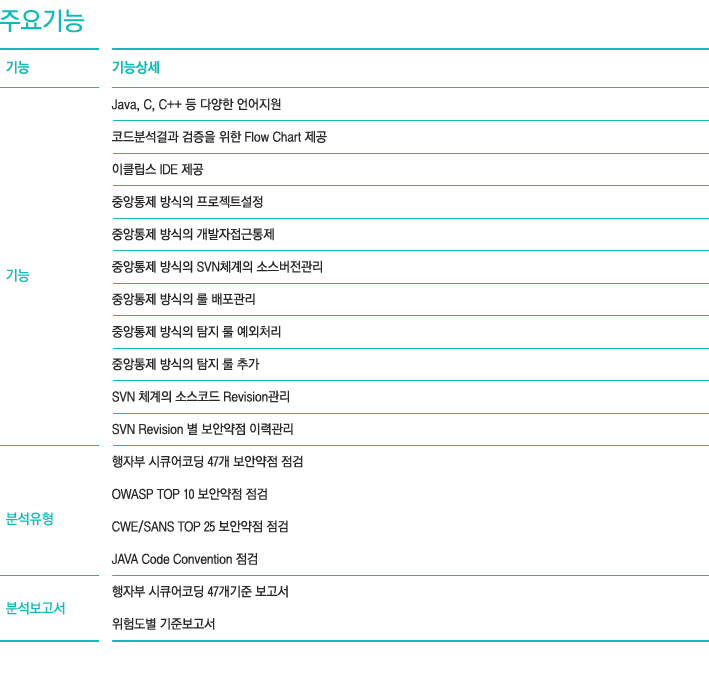 주요기능
기능
기능상세
기능
Java, C, C++ 등 다양한 언어지원
코드분석결과 검증을 위한 Flow Chart 제공
이클립스 IDE 제공
중앙통제 방식의 프로젝트설정
중앙통제 방식의 개발자접근통제
중앙통제 방식의 SVN체계의 소스버전관리
중앙통제 방식의 룰 배포관리
중앙통제 방식의 탐지 룰 예외처리
중앙통제 방식의 탐지 룰 추가
SVN 체계의 소스코드 Revision관리
SVN Revision 별 보안약점 이력관리
분석유형
행자부 시큐어코딩 47개 보안약점 점검
OWASP TOP 10 보안약점 점검
CWE/SANS TOP 25 보안약점 점검
JAVA Code Convention 점검
분석보고서
행자부 시큐어코딩 47개기준 보고서
위험도별 기준보고서